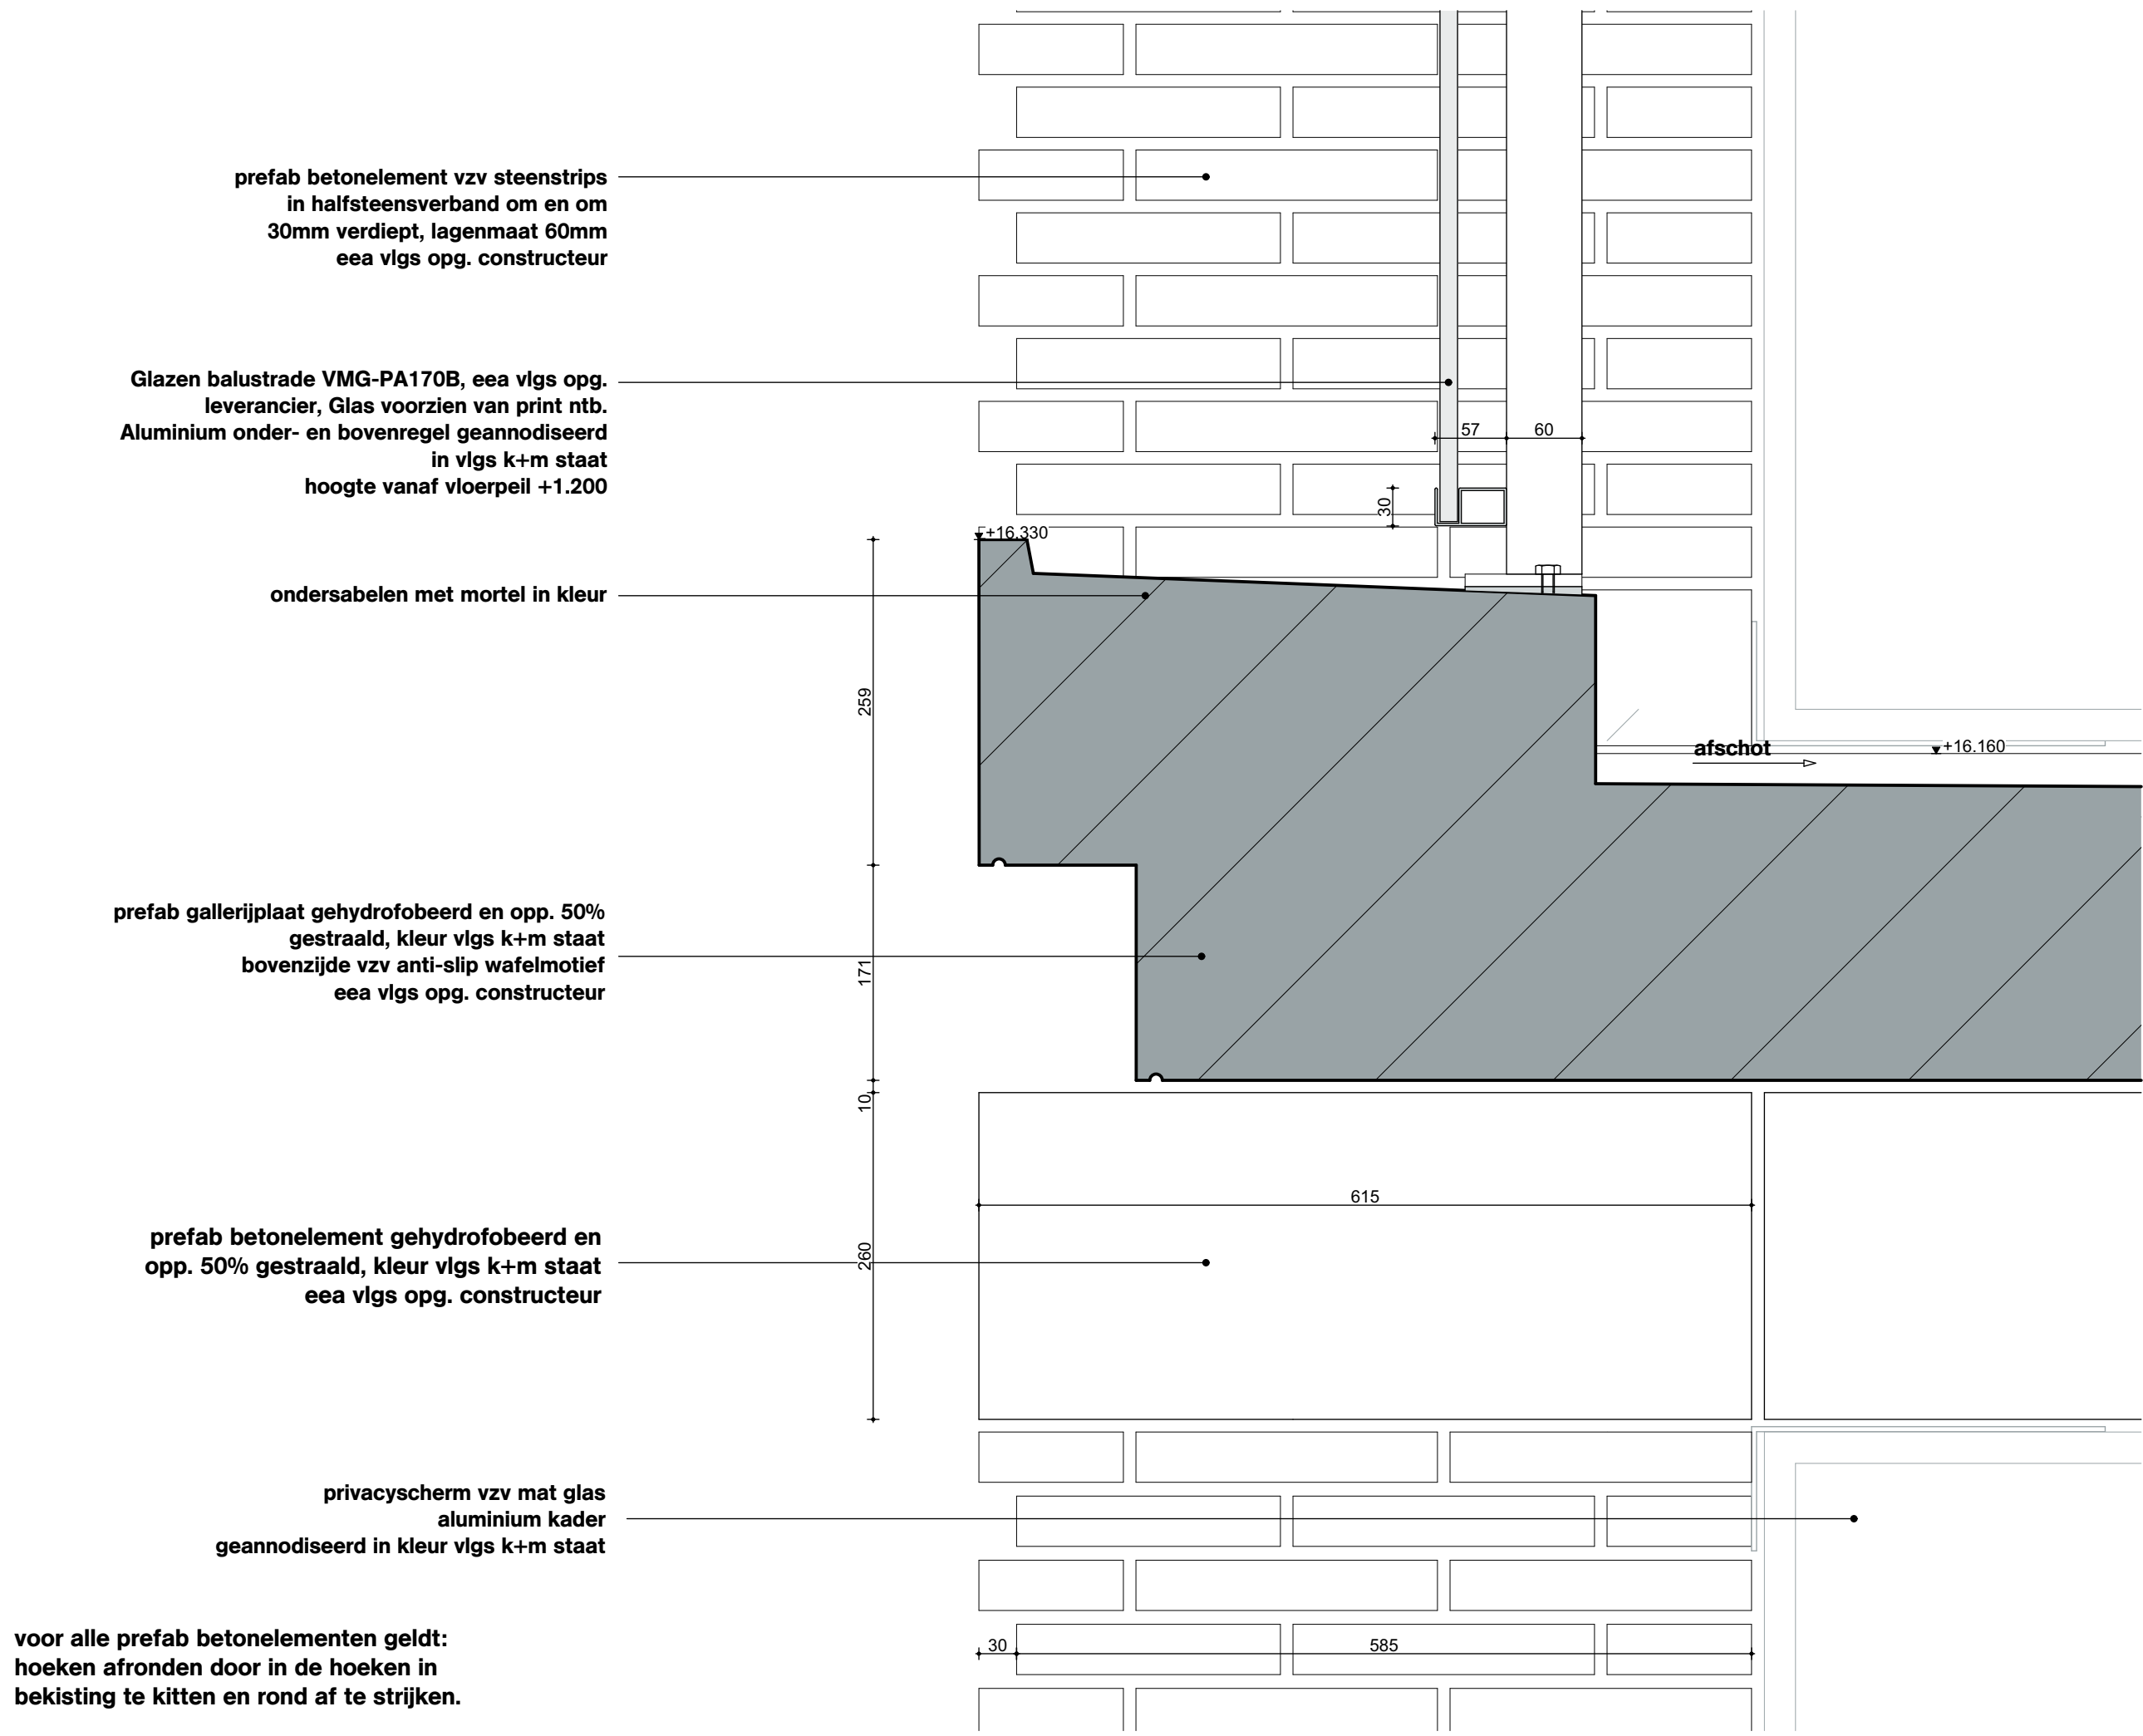 prefab betonelement vzv steenstrips
in halfsteensverband om en om
30mm verdiept, lagenmaat 60mm
eea vlgs opg. constructeur
Glazen balustrade VMG-PA170B, eea vlgs opg.
leverancier, Glas voorzien van print ntb.
Aluminium onder- en bovenregel geannodiseerd
in vlgs k+m staat
hoogte vanaf vloerpeil +1.200
57
60
30
+16.330
ondersabelen met mortel in kleur
259
afschot
+16.160
prefab gallerijplaat gehydrofobeerd en opp. 50%
gestraald, kleur vlgs k+m staat
bovenzijde vzv anti-slip wafelmotief
eea vlgs opg. constructeur
171
10
615
prefab betonelement gehydrofobeerd en
opp. 50% gestraald, kleur vlgs k+m staat
eea vlgs opg. constructeur
260
privacyscherm vzv mat glas
aluminium kader
geannodiseerd in kleur vlgs k+m staat
30
585
voor alle prefab betonelementen geldt:
hoeken afronden door in de hoeken in
bekisting te kitten en rond af te strijken.